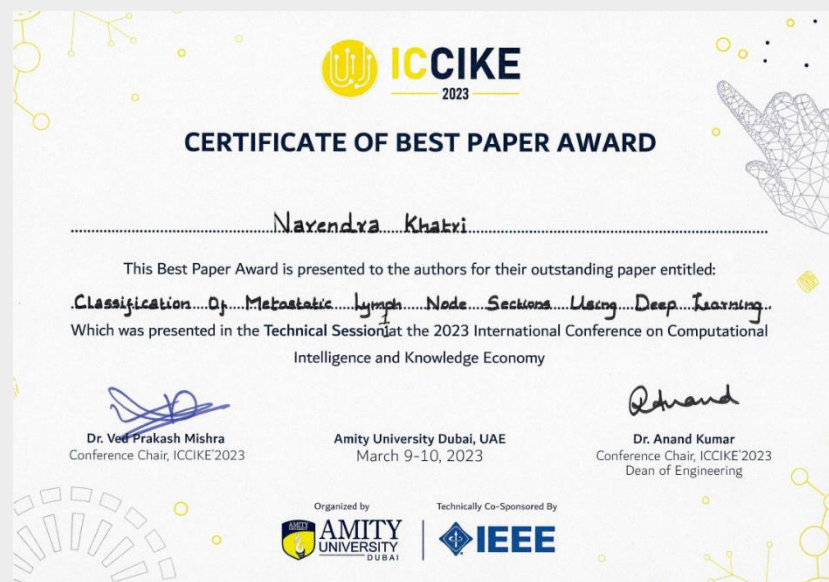 ICCIKE
2023
CERTIFICATE OF BEST PAPER AWARD
Narendra Khatri
This Best Paper Award is presented to the authors for their outstanding paper entitled:
Classification Of Metastatic Lymph Node Sections Using Deep Learning
Which was presented in the Technical Session 1 at the 2023 International Conference on Computational
Intelligence and Knowledge Economy
Anand
Dr. Ved Prakash Mishra
Conference Chair, ICCIKE'2023
Amity University Dubai, UAE
March 9-10, 2023
Dr. Anand Kumar
Conference Chair, ICCIKE'2023
Dean of Engineering
Organized by
AMITY
AMITY
UNIVERSITY
DUBAI
Technically Co-Sponsored By
IEEE